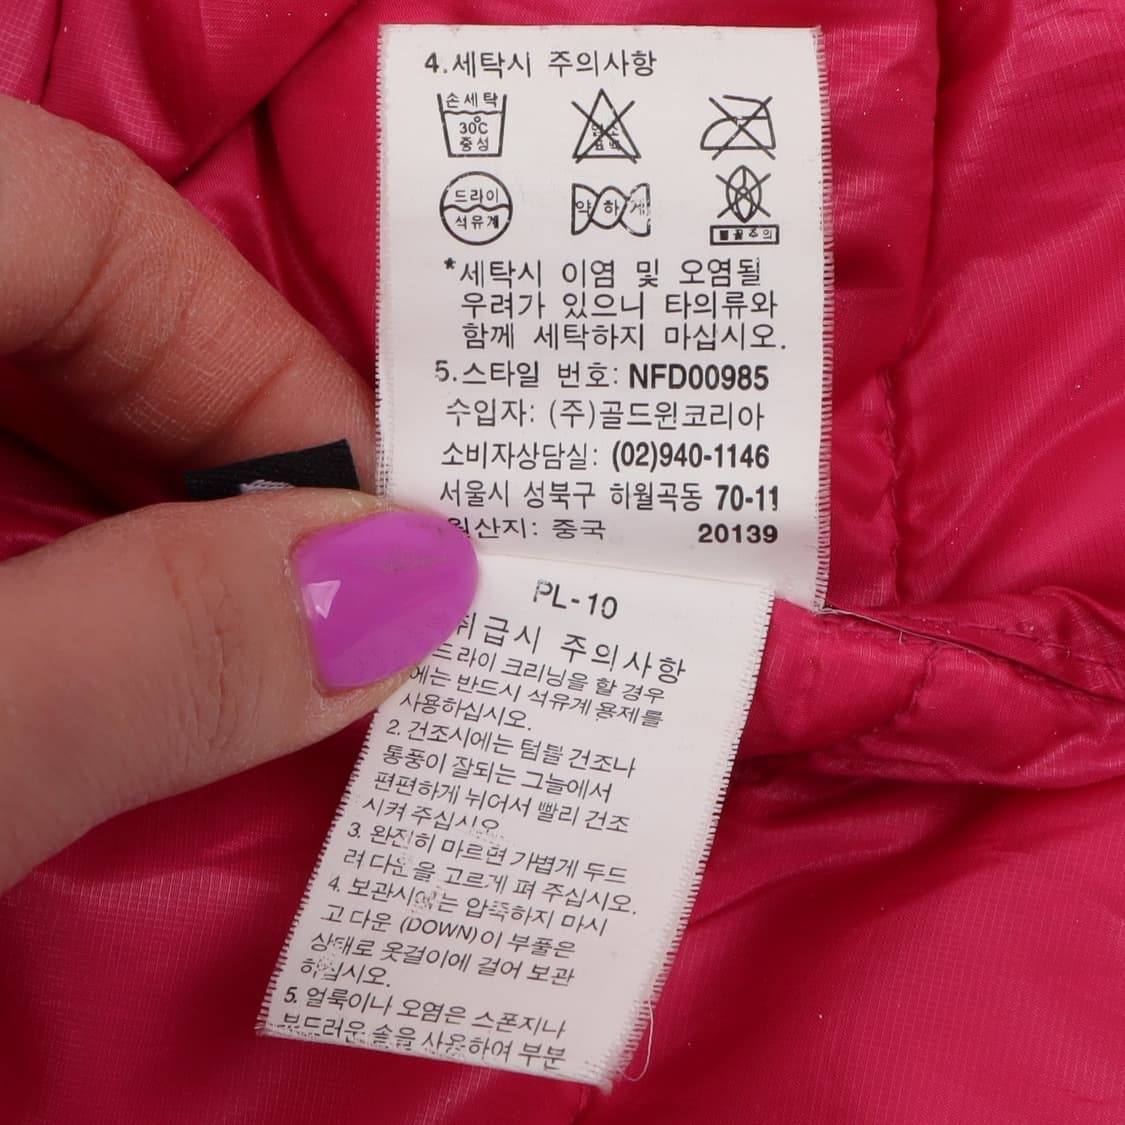 4.세탁시 주의사항
손세탁
30℃
중성
드라이
석유계
약하게
불꽃주의
*세탁시 이염 및 오염될
우려가 있으니 타의류와
함께 세탁하지 마십시오.
5.스타일 번호: NFD00985
수입자: (주)골드윈코리아
소비자상담실: (02)940-1146
서울시 성북구 하월곡동 70-11
원산지: 중국 20139
PL-10
취급시 주의사항
드라이 크리닝을 할 경우
에는 반드시 석유계 용제를
사용하십시오.
2. 건조시에는 텀블 건조나
통풍이 잘되는 그늘에서
편편하게 뉘어서 빨리 건조
시켜 주십시오.
3. 완전히 마르면 가볍게 두드
려 다운을 고르게 펴 주십시오.
4. 보관시에는 압축하지 마시
고 다운 (DOWN)이 부풀은
상태로 옷걸이에 걸어 보관
하십시오.
5. 얼룩이나 오염은 스폰지나
부드러운 솔을 사용하여 부분